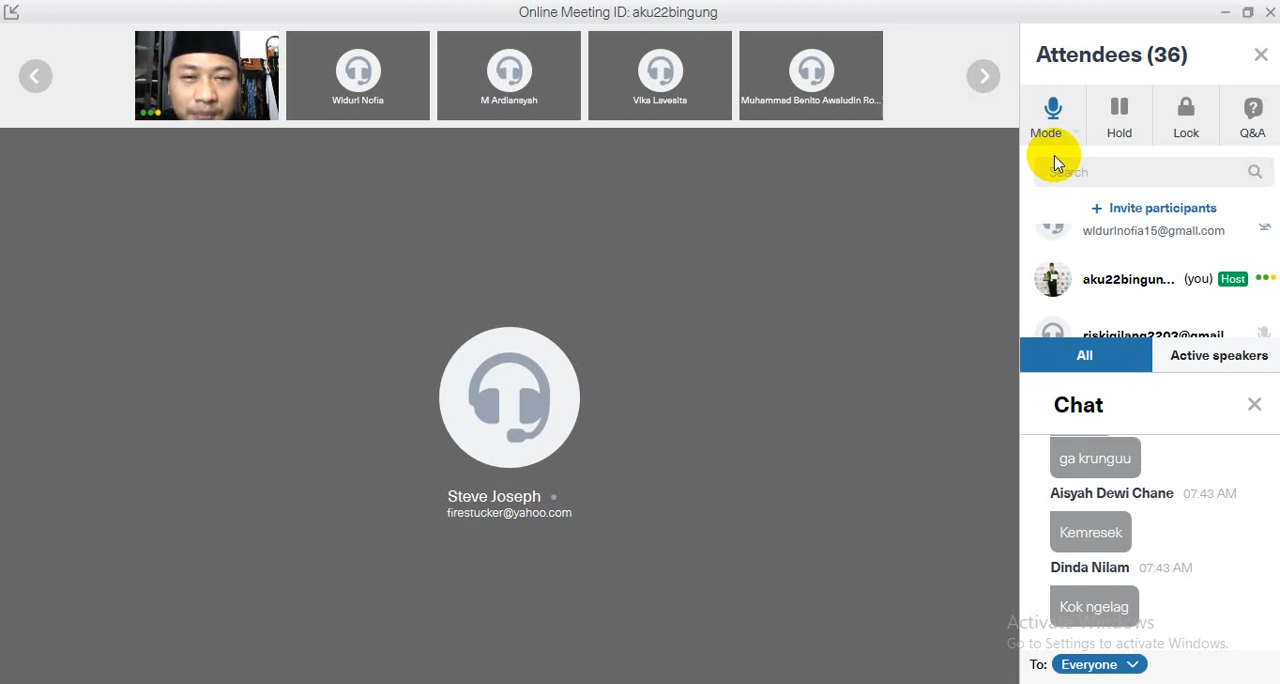 Online Meeting ID: aku22bingung
Widuri Nofia
M Ardiansyah
Vika Lavesita
Muhammad Benito Awaludin Ro...
Attendees (36)
Mode
Hold
Lock
Q&A
Search
+ Invite participants
widurinofia15@gmail.com
aku22bingun... (you) Host
riskigilang2203@gmail
All
Active speakers
Steve Joseph
firestucker@yahoo.com
Chat
ga krunguu
Aisyah Dewi Chane 07:43 AM
Kemresek
Dinda Nilam 07:43 AM
Kok ngelag
Activate Windows
Go to Settings to activate Windows.
To: Everyone